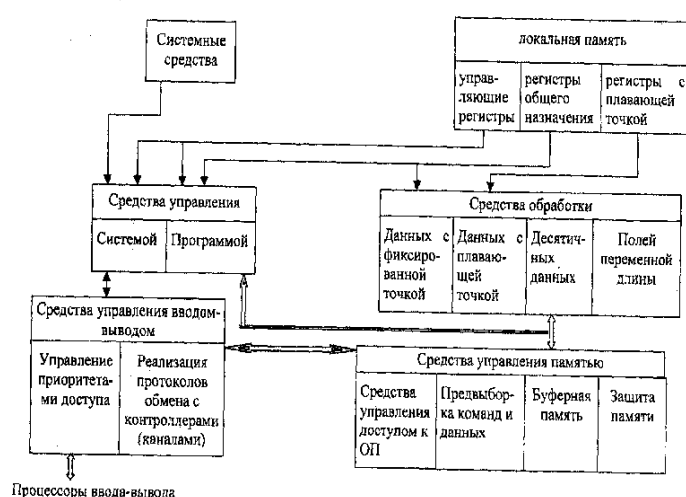 Системные
средства
локальная память
управ-
ляющие
регистры
регистры
общего
назначения
регистры с
плавающей
точкой
Средства управления
Системой
Программой
Средства обработки
Данных с
фиксиро-
ванной
точкой
Данных с
плаваю-
щей
точкой
Десятич-
ных
данных
Полей
переменной
длины
Средства управления вводом-
выводом
Управление
приоритета-
ми доступа
Реализация
протоколов
обмена с
контроллерами
(каналами)
Средства управления памятью
Средства
управления
доступом к
ОП
Предвыбор-
ка команд и
данных
Буферная
память
Защита
памяти
Процессоры ввода-вывода